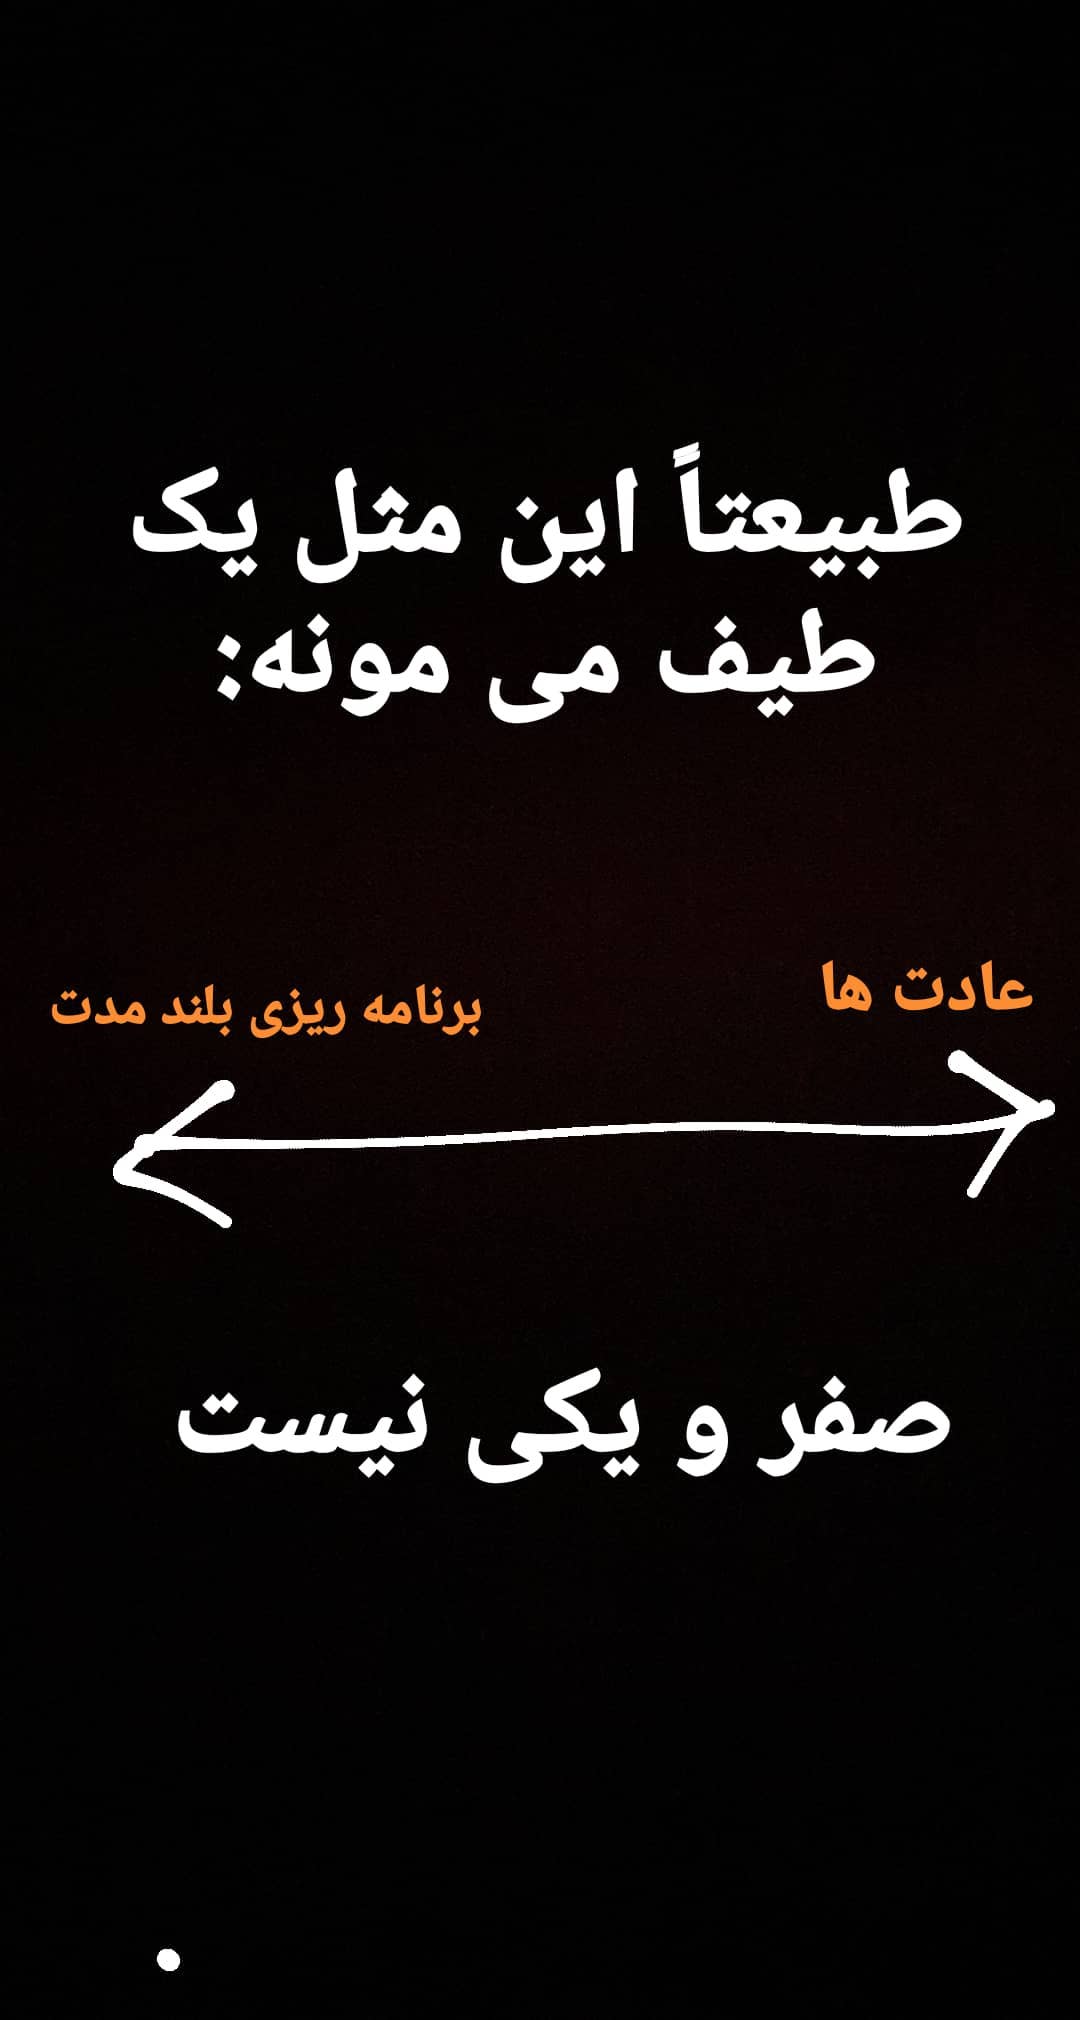 طبیعتاً این مثل یک
طیف می مونه:
عادت ها
برنامه ریزی بلند مدت
صفر و یکی نیست